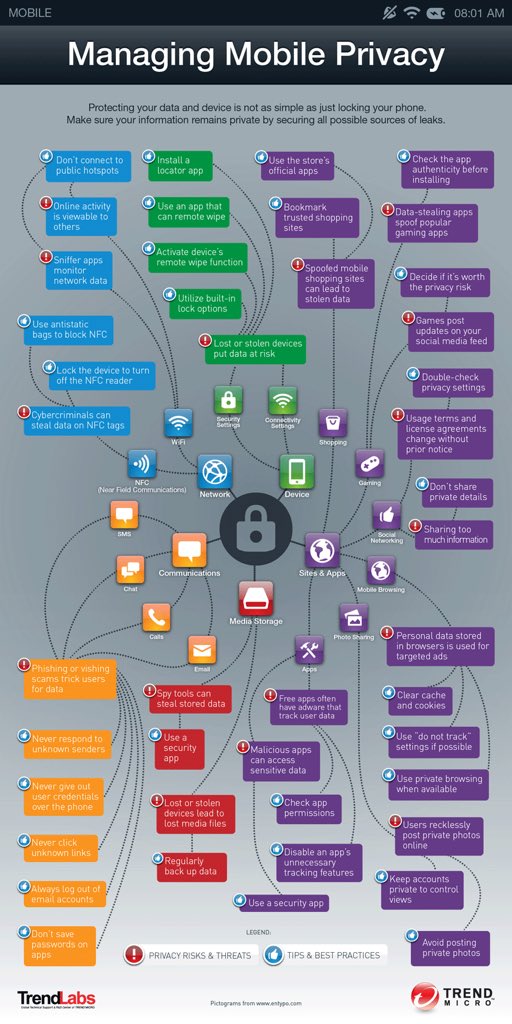 MOBILE
08:01 AM
Managing Mobile Privacy
Protecting your data and device is not as simple as just locking your phone.
Make sure your information remains private by securing all possible sources of leaks.
Don't connect to
public hotspots
Online activity
is viewable to
others
Sniffer apps
monitor
network data
Use antistatic
bags to block NFC
Lock the device to turn
off the NFC reader
Cybercriminals can
steal data on NFC tags
Install a
locator app
Use an app that
can remote wipe
Activate device's
remote wipe function
Utilize built-in
lock options
Lost or stolen devices
put data at risk
Use the store's
official apps
Bookmark
trusted shopping
sites
Spoofed mobile
shopping sites
can lead to
stolen data
Check the app
authenticity before
installing
Data-stealing apps
spoof popular
gaming apps
Decide if it's worth
the privacy risk
Games post
updates on your
social media feed
Double-check
privacy settings
Usage terms and
license agreements
change without
prior notice
Don't share
private details
Sharing too
much information
Wi-Fi
Security
Settings
Connectivity
Settings
Shopping
Gaming
NFC
(Near Field Communications)
Network
Device
Social
Networking
SMS
Communications
Sites & Apps
Mobile Browsing
Chat
Media Storage
Calls
Photo Sharing
Email
Apps
Phishing or vishing
scams trick users
for data
Never respond to
unknown senders
Never give out
user credentials
over the phone
Never click
unknown links
Always log out of
email accounts
Don't save
passwords on
apps
Spy tools can
steal stored data
Use a
security
app
Lost or stolen
devices lead to
lost media files
Regularly
back up data
Free apps often
have adware that
track user data
Malicious apps
can access
sensitive data
Check app
permissions
Disable an app's
unnecessary
tracking features
Use a security app
Personal data stored
in browsers is used for
targeted ads
Clear cache
and cookies
Use "do not track"
settings if possible
Use private browsing
when available
Users recklessly
post private photos
online
Keep accounts
private to control
views
Avoid posting
private photos
LEGEND:
PRIVACY RISKS & THREATS
TIPS & BEST PRACTICES
TrendLabs
Global Technical Support & R&D Center of TREND MICRO
Pictograms from www.entypo.com
TREND
MICRO